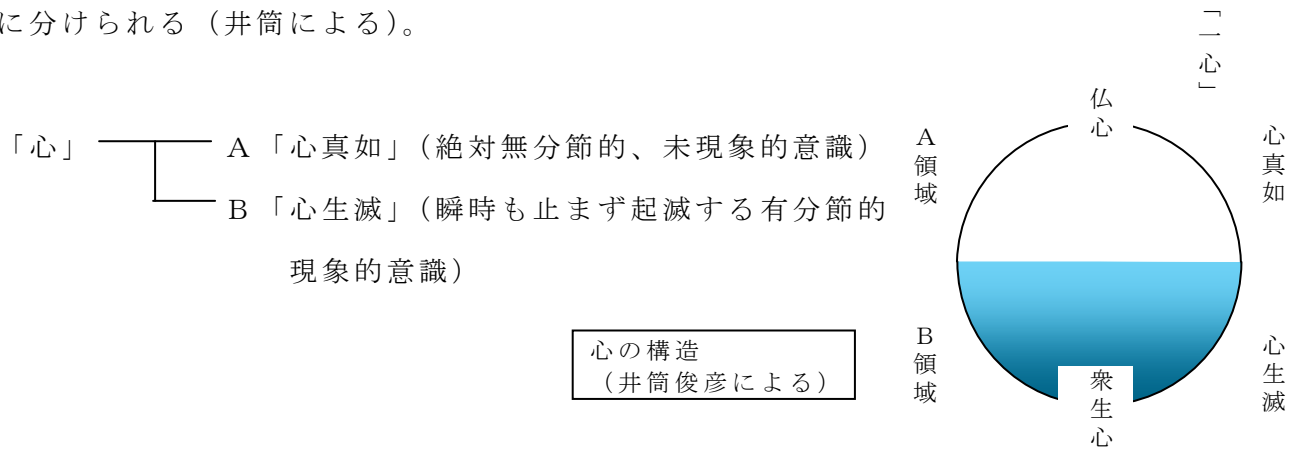 に分けられる（井筒による）。
「心」
A「心真如」（絶対無分節的、未現象的意識）
B「心生滅」（瞬時も止まず起滅する有分節的
現象的意識）
心の構造
（井筒俊彦による）
「一心」
仏心
A領域
心真如
B領域
心生滅
衆生心